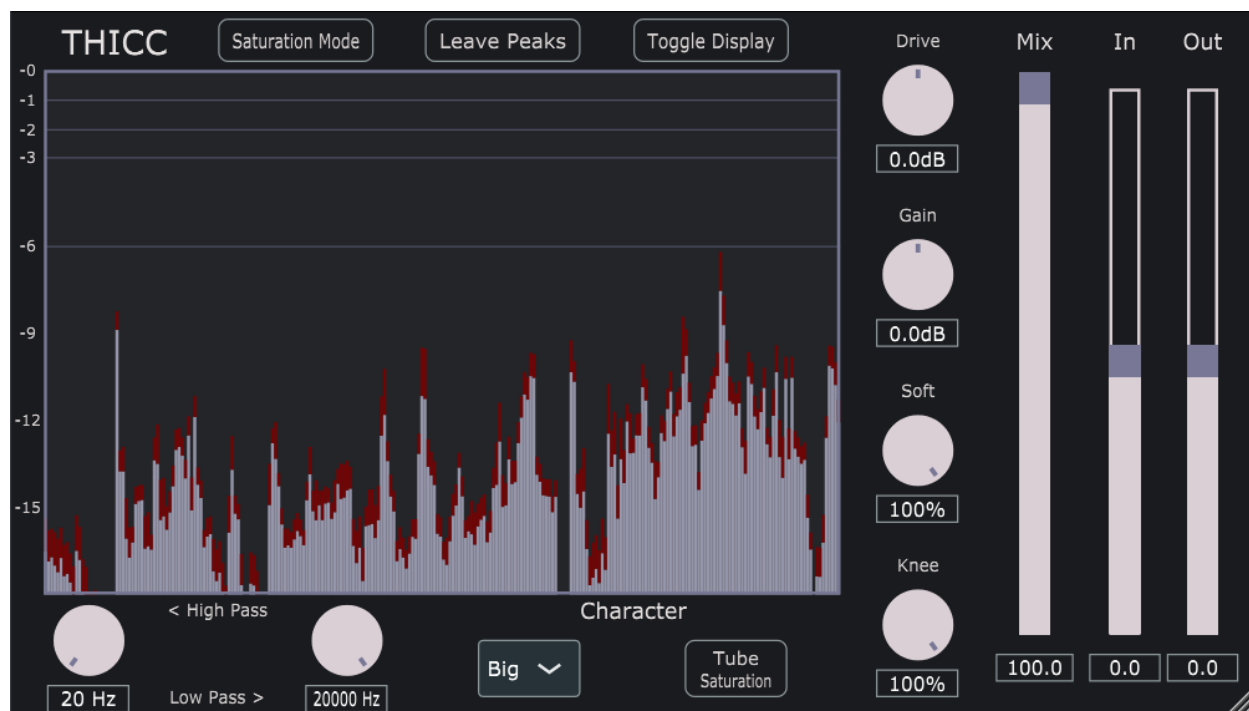 THICC
Saturation Mode
Leave Peaks
Toggle Display
Drive
Mix
In
Out
-0
-1
-2
-3
-6
-9
-12
-15
0.0dB
Gain
0.0dB
Soft
100%
Knee
100%
< High Pass
Character
20 Hz
Low Pass >
20000 Hz
Big
Tube
Saturation
100.0
0.0
0.0